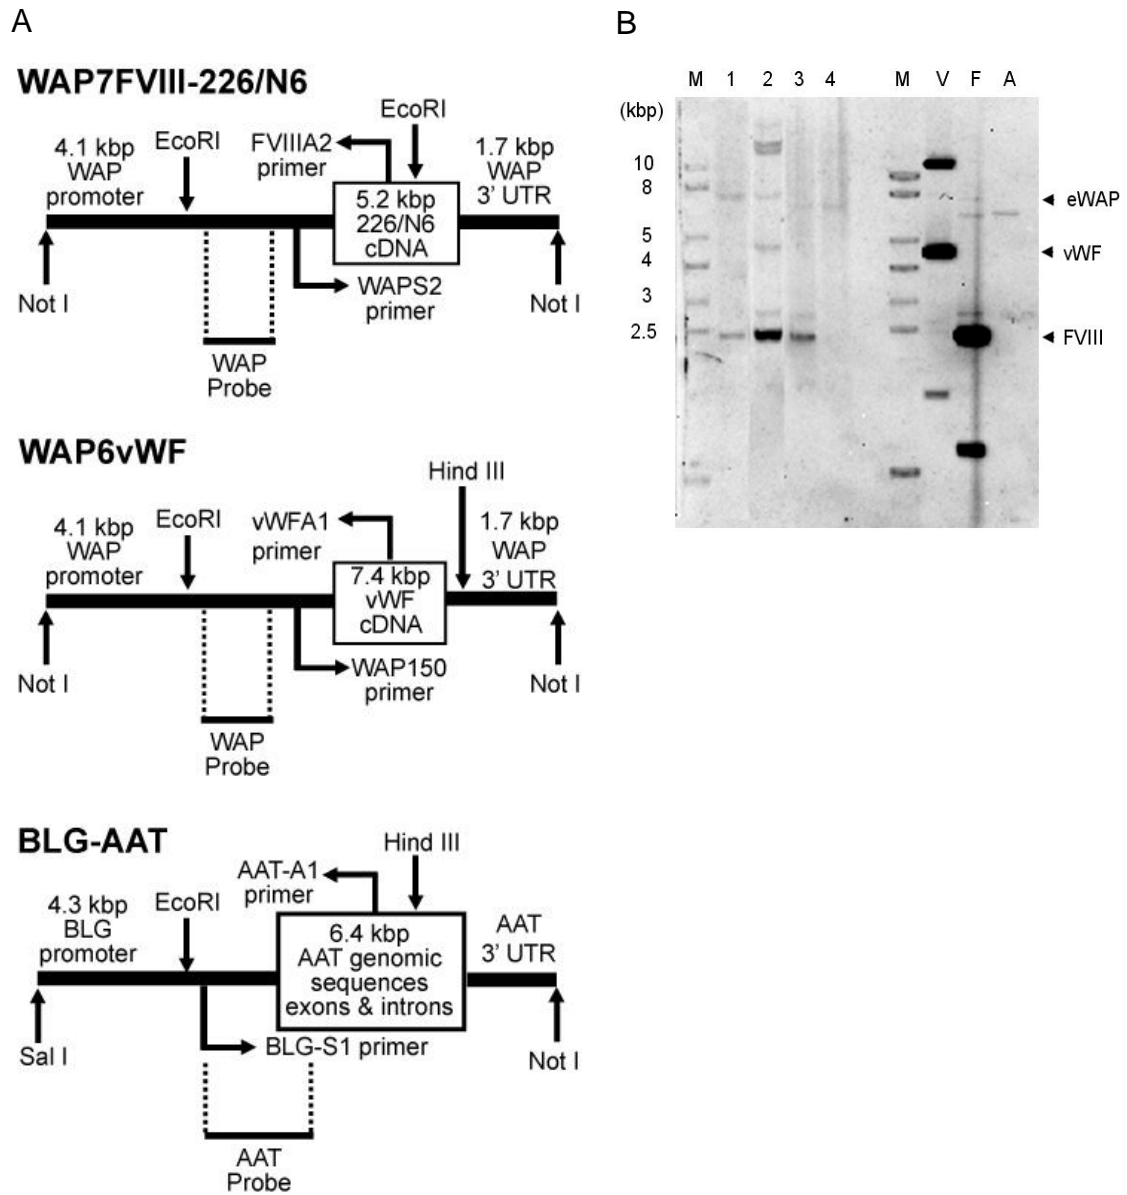 A
WAP7FVIII-226/N6
4.1 kbp
WAP
promoter
EcoRI
FVIIIA2
primer
EcoRI
1.7 kbp
WAP
3’ UTR
5.2 kbp
226/N6
cDNA
Not I
WAPS2
primer
Not I
WAP
Probe
WAP6vWF
4.1 kbp
WAP
promoter
EcoRI
vWFA1
primer
Hind III
1.7 kbp
WAP
3’ UTR
7.4 kbp
vWF
cDNA
Not I
WAP150
primer
Not I
WAP
Probe
BLG-AAT
4.3 kbp
BLG
promoter
EcoRI
AAT-A1
primer
Hind III
AAT
3’ UTR
6.4 kbp
AAT genomic
sequences
exons & introns
Sal I
BLG-S1 primer
Not I
AAT
Probe
B
M 1 2 3 4 M V F A
(kbp)
10
8
5
4
3
2.5
eWAP
vWF
FVIII